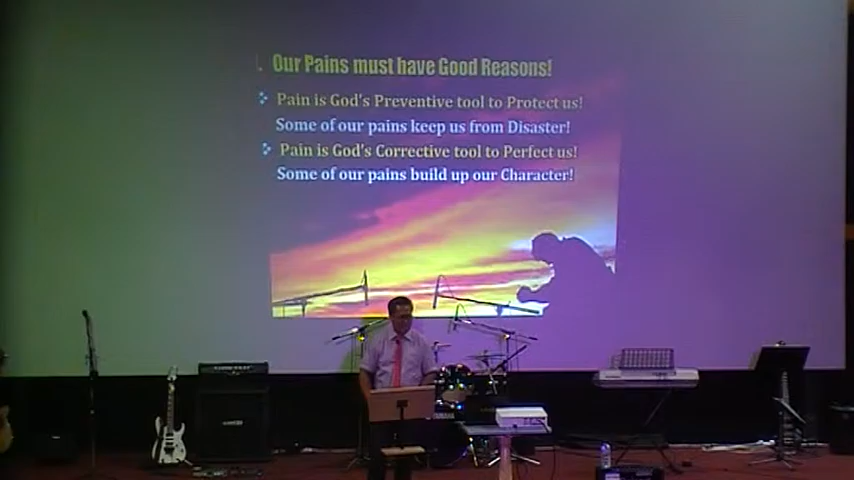 Our Pains must have Good Reasons!
Pain is God's Preventive tool to Protect us!
Some of our pains keep us from Disaster!
Pain is God's Corrective tool to Perfect us!
Some of our pains build up our Character!